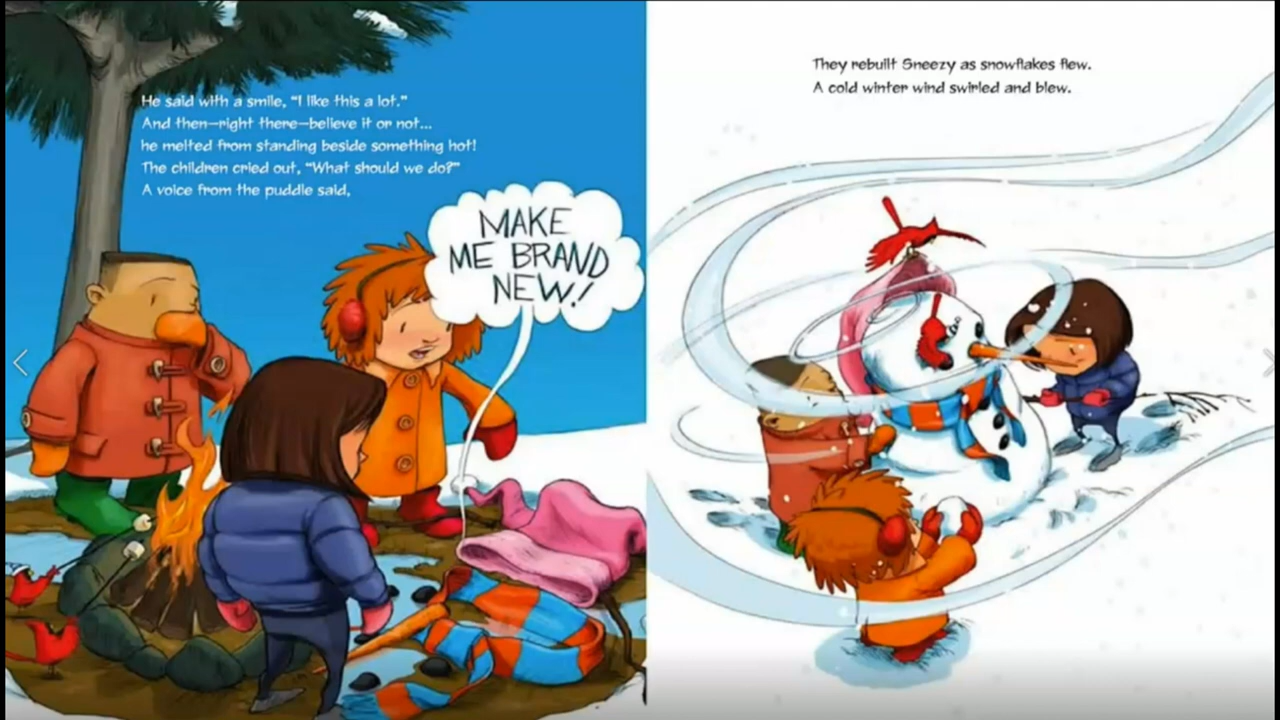 He said with a smile, “I like this a lot.”
And then—right there—believe it or not...
he melted from standing beside something hot!
The children cried out, “What should we do?”
A voice from the puddle said,
MAKE
ME BRAND
NEW!
They rebuilt Sneezy as snowflakes flew.
A cold winter wind swirled and blew.